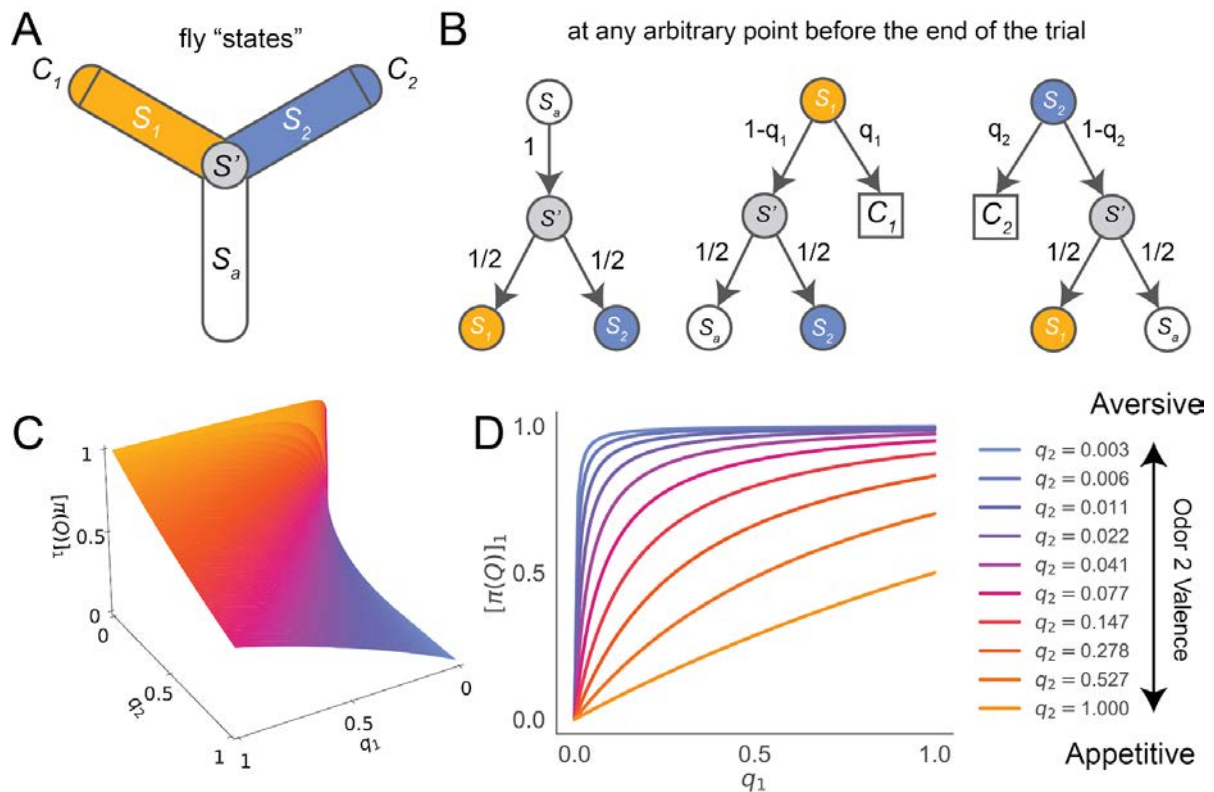 A
fly “states”
C1
C2
S1
S2
S'
Sa
B
at any arbitrary point before the end of the trial
Sa
1
S'
1/2
1/2
S1
S2
S1
1-q1
q1
S'
C1
1/2
1/2
Sa
S2
S2
q2
1-q2
C2
S'
1/2
1/2
S1
Sa
C
1
0.5
0
[π(Q)]1
0
0.5
1
q2
1
0.5
0
q1
D
1.0
0.5
0.0
[π(Q)]1
0.0
0.5
1.0
q1
Aversive
q2 = 0.003
q2 = 0.006
q2 = 0.011
q2 = 0.022
q2 = 0.041
q2 = 0.077
q2 = 0.147
q2 = 0.278
q2 = 0.527
q2 = 1.000
Odor 2 Valence
Appetitive